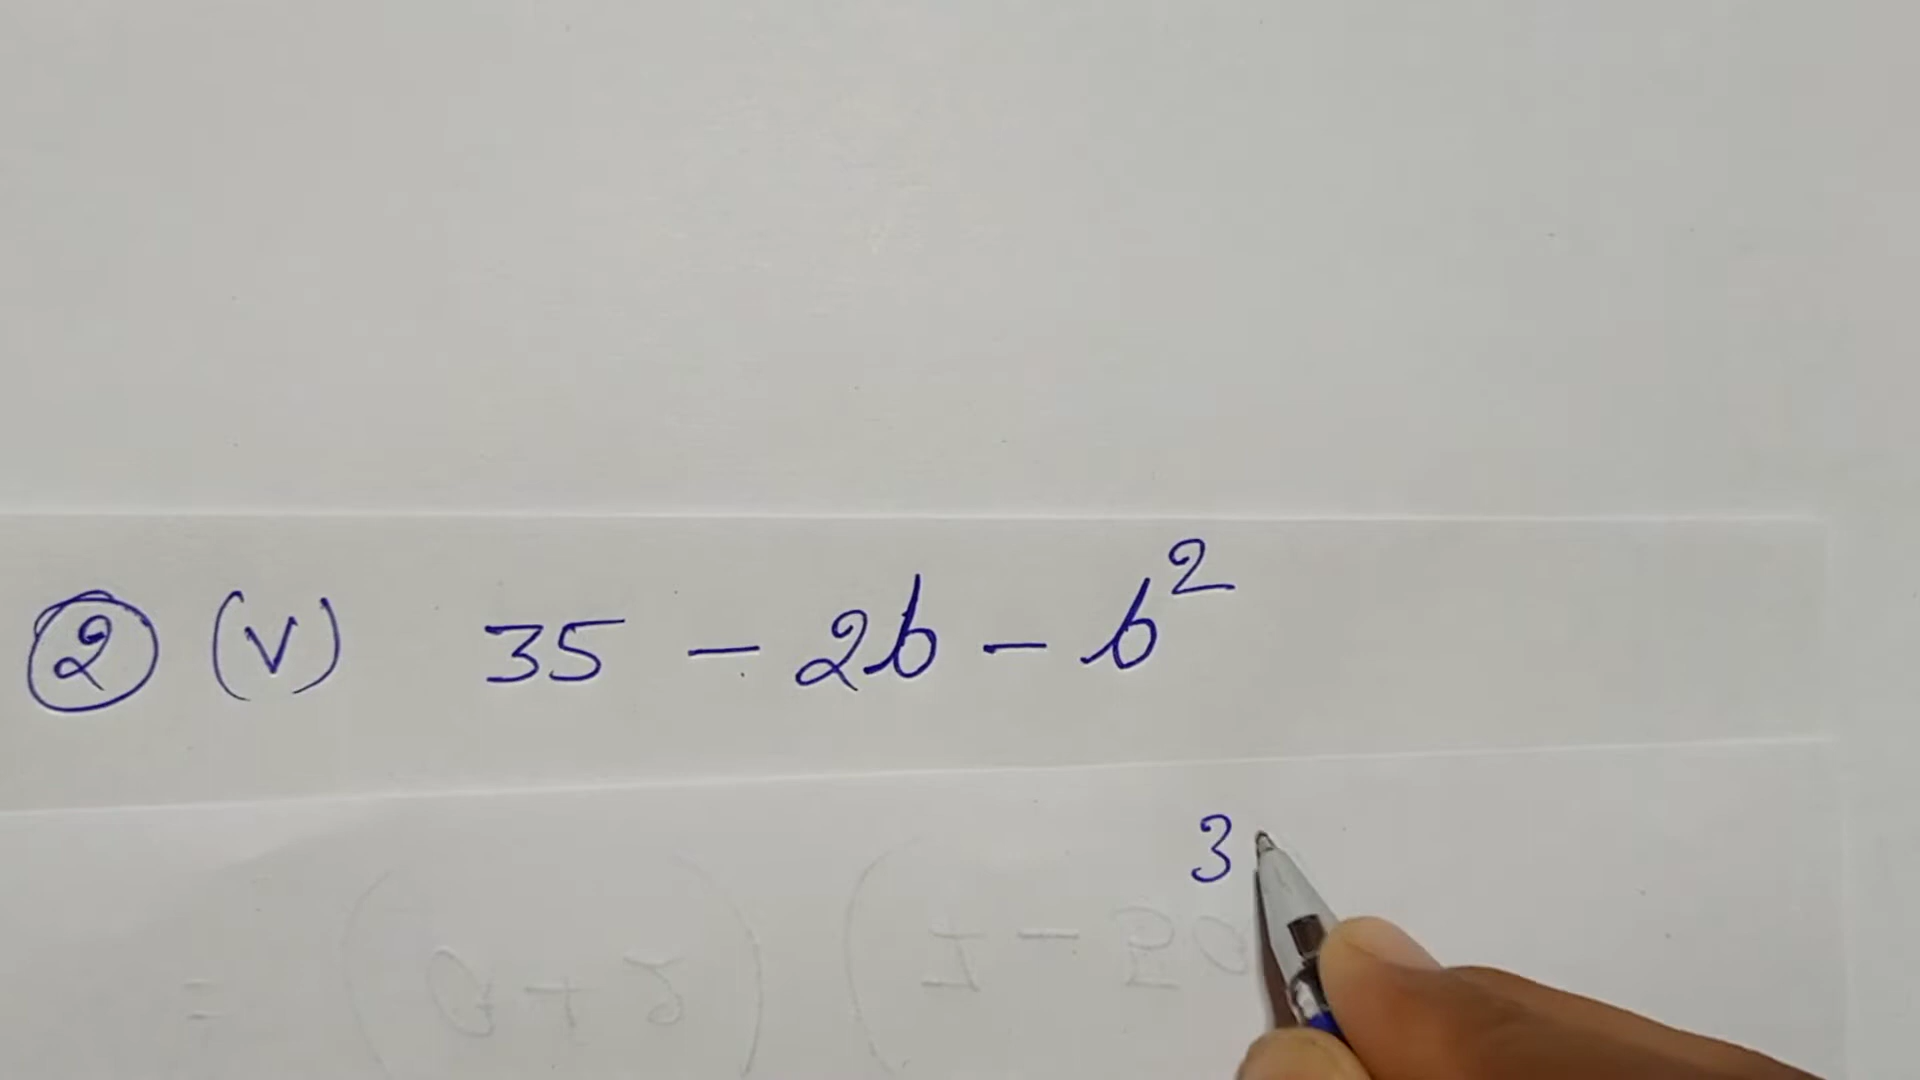 ② (v) 35 - 2b - b²
3